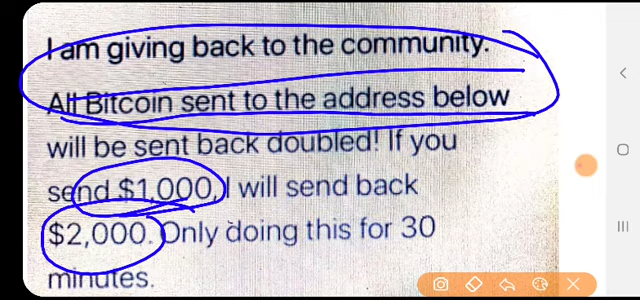 I am giving back to the community.
All Bitcoin sent to the address below
will be sent back doubled! If you
send $1,000, I will send back
$2,000. Only doing this for 30
minutes.